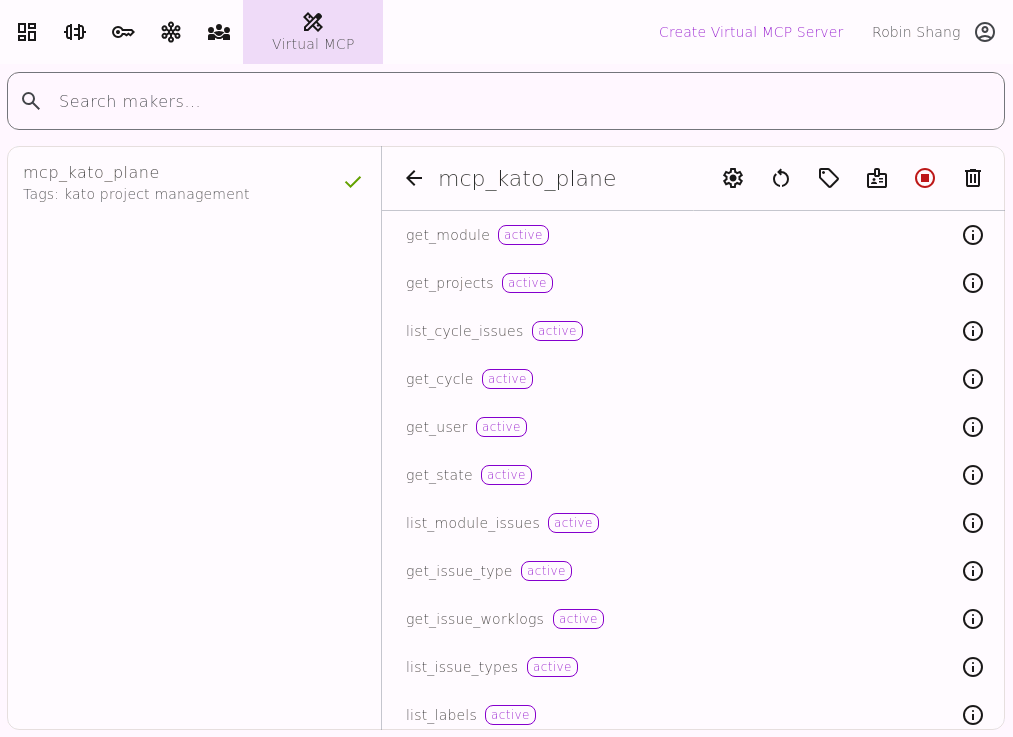 Virtual MCP
Create Virtual MCP Server
Robin Shang
Search makers...
mcp_kato_plane
Tags: kato project management
mcp_kato_plane
get_module active
get_projects active
list_cycle_issues active
get_cycle active
get_user active
get_state active
list_module_issues active
get_issue_type active
get_issue_worklogs active
list_issue_types active
list_labels active